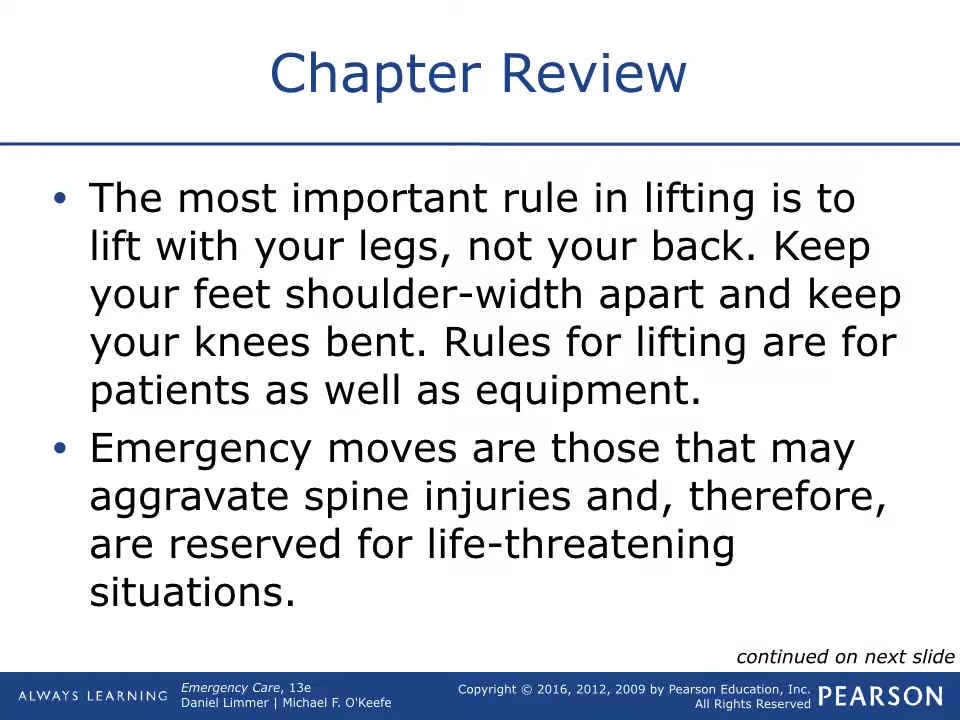 Chapter Review
• The most important rule in lifting is to
lift with your legs, not your back. Keep
your feet shoulder-width apart and keep
your knees bent. Rules for lifting are for
patients as well as equipment.
• Emergency moves are those that may
aggravate spine injuries and, therefore,
are reserved for life-threatening
situations.
continued on next slide
ALWAYS LEARNING
Emergency Care, 13e
Daniel Limmer | Michael F. O'Keefe
Copyright © 2016, 2012, 2009 by Pearson Education, Inc.
All Rights Reserved
PEARSON